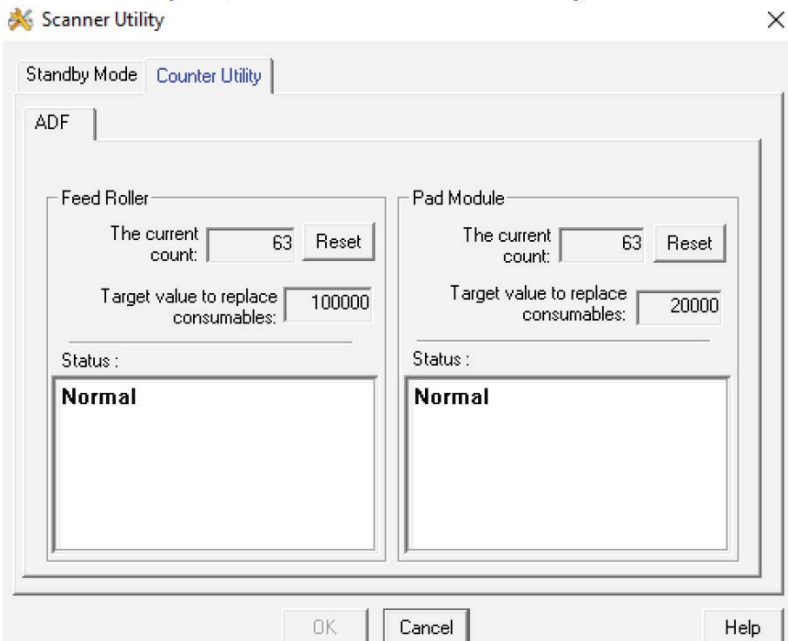 Scanner Utility
Standby Mode Counter Utility
ADF
Feed Roller
The current
count: 63 Reset
Target value to replace
consumables: 100000
Status :
Normal
Pad Module
The current
count: 63 Reset
Target value to replace
consumables: 20000
Status :
Normal
OK Cancel Help